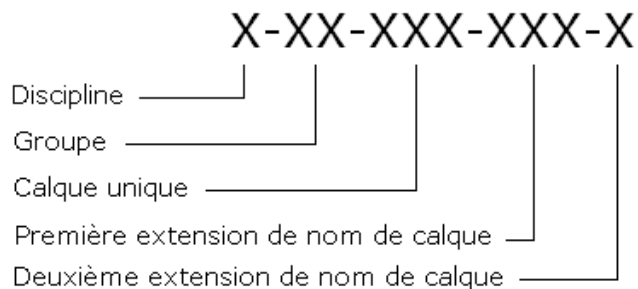 X-XX-XXX-XXX-X
Discipline
Groupe
Calque unique
Première extension de nom de calque
Deuxième extension de nom de calque